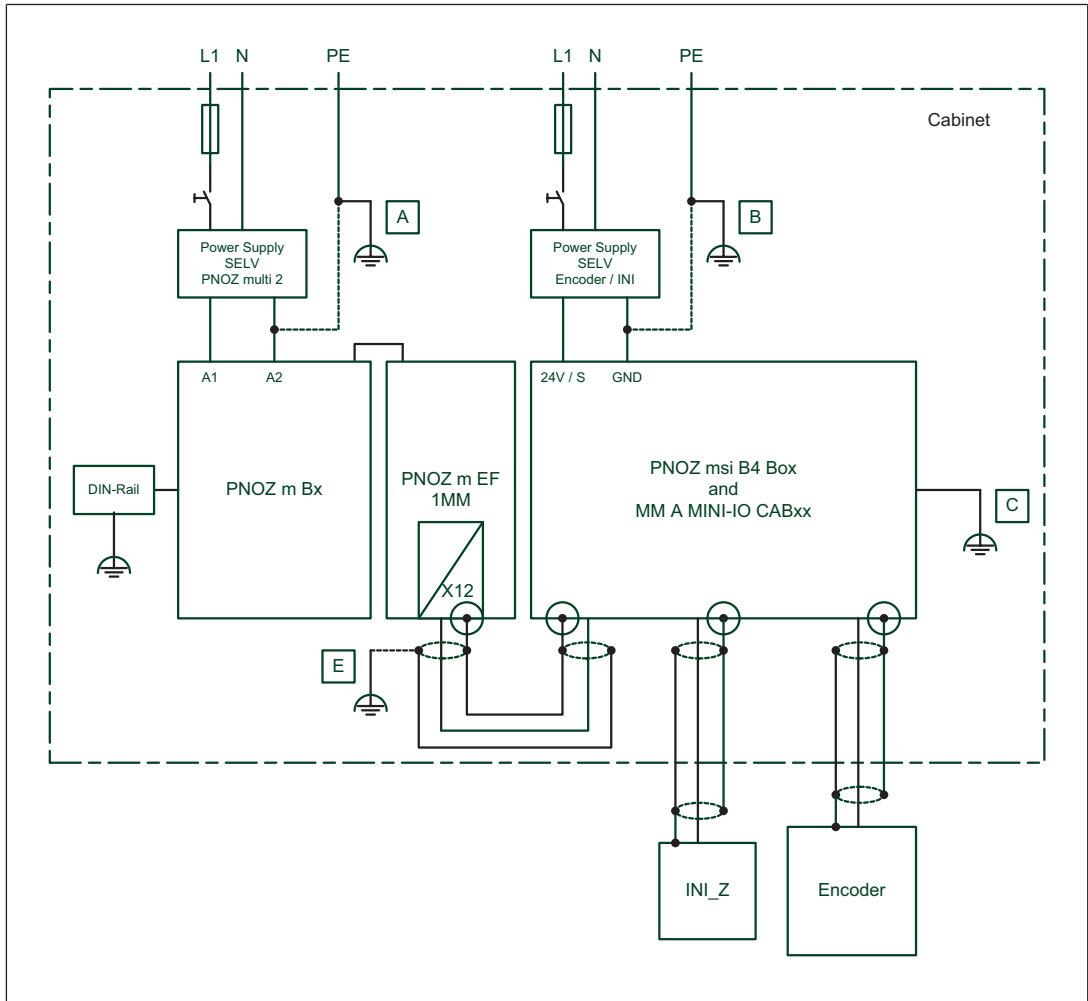 L1 N PE L1 N PE
Cabinet
A
B
Power Supply
SELV
PNOZ multi 2
Power Supply
SELV
Encoder / INI
A1 A2
24V / S GND
DIN-Rail
PNOZ m Bx
PNOZ m EF
1MM
X12
PNOZ msi B4 Box
and
MM A MINI-IO CABxx
C
E
INI_Z
Encoder